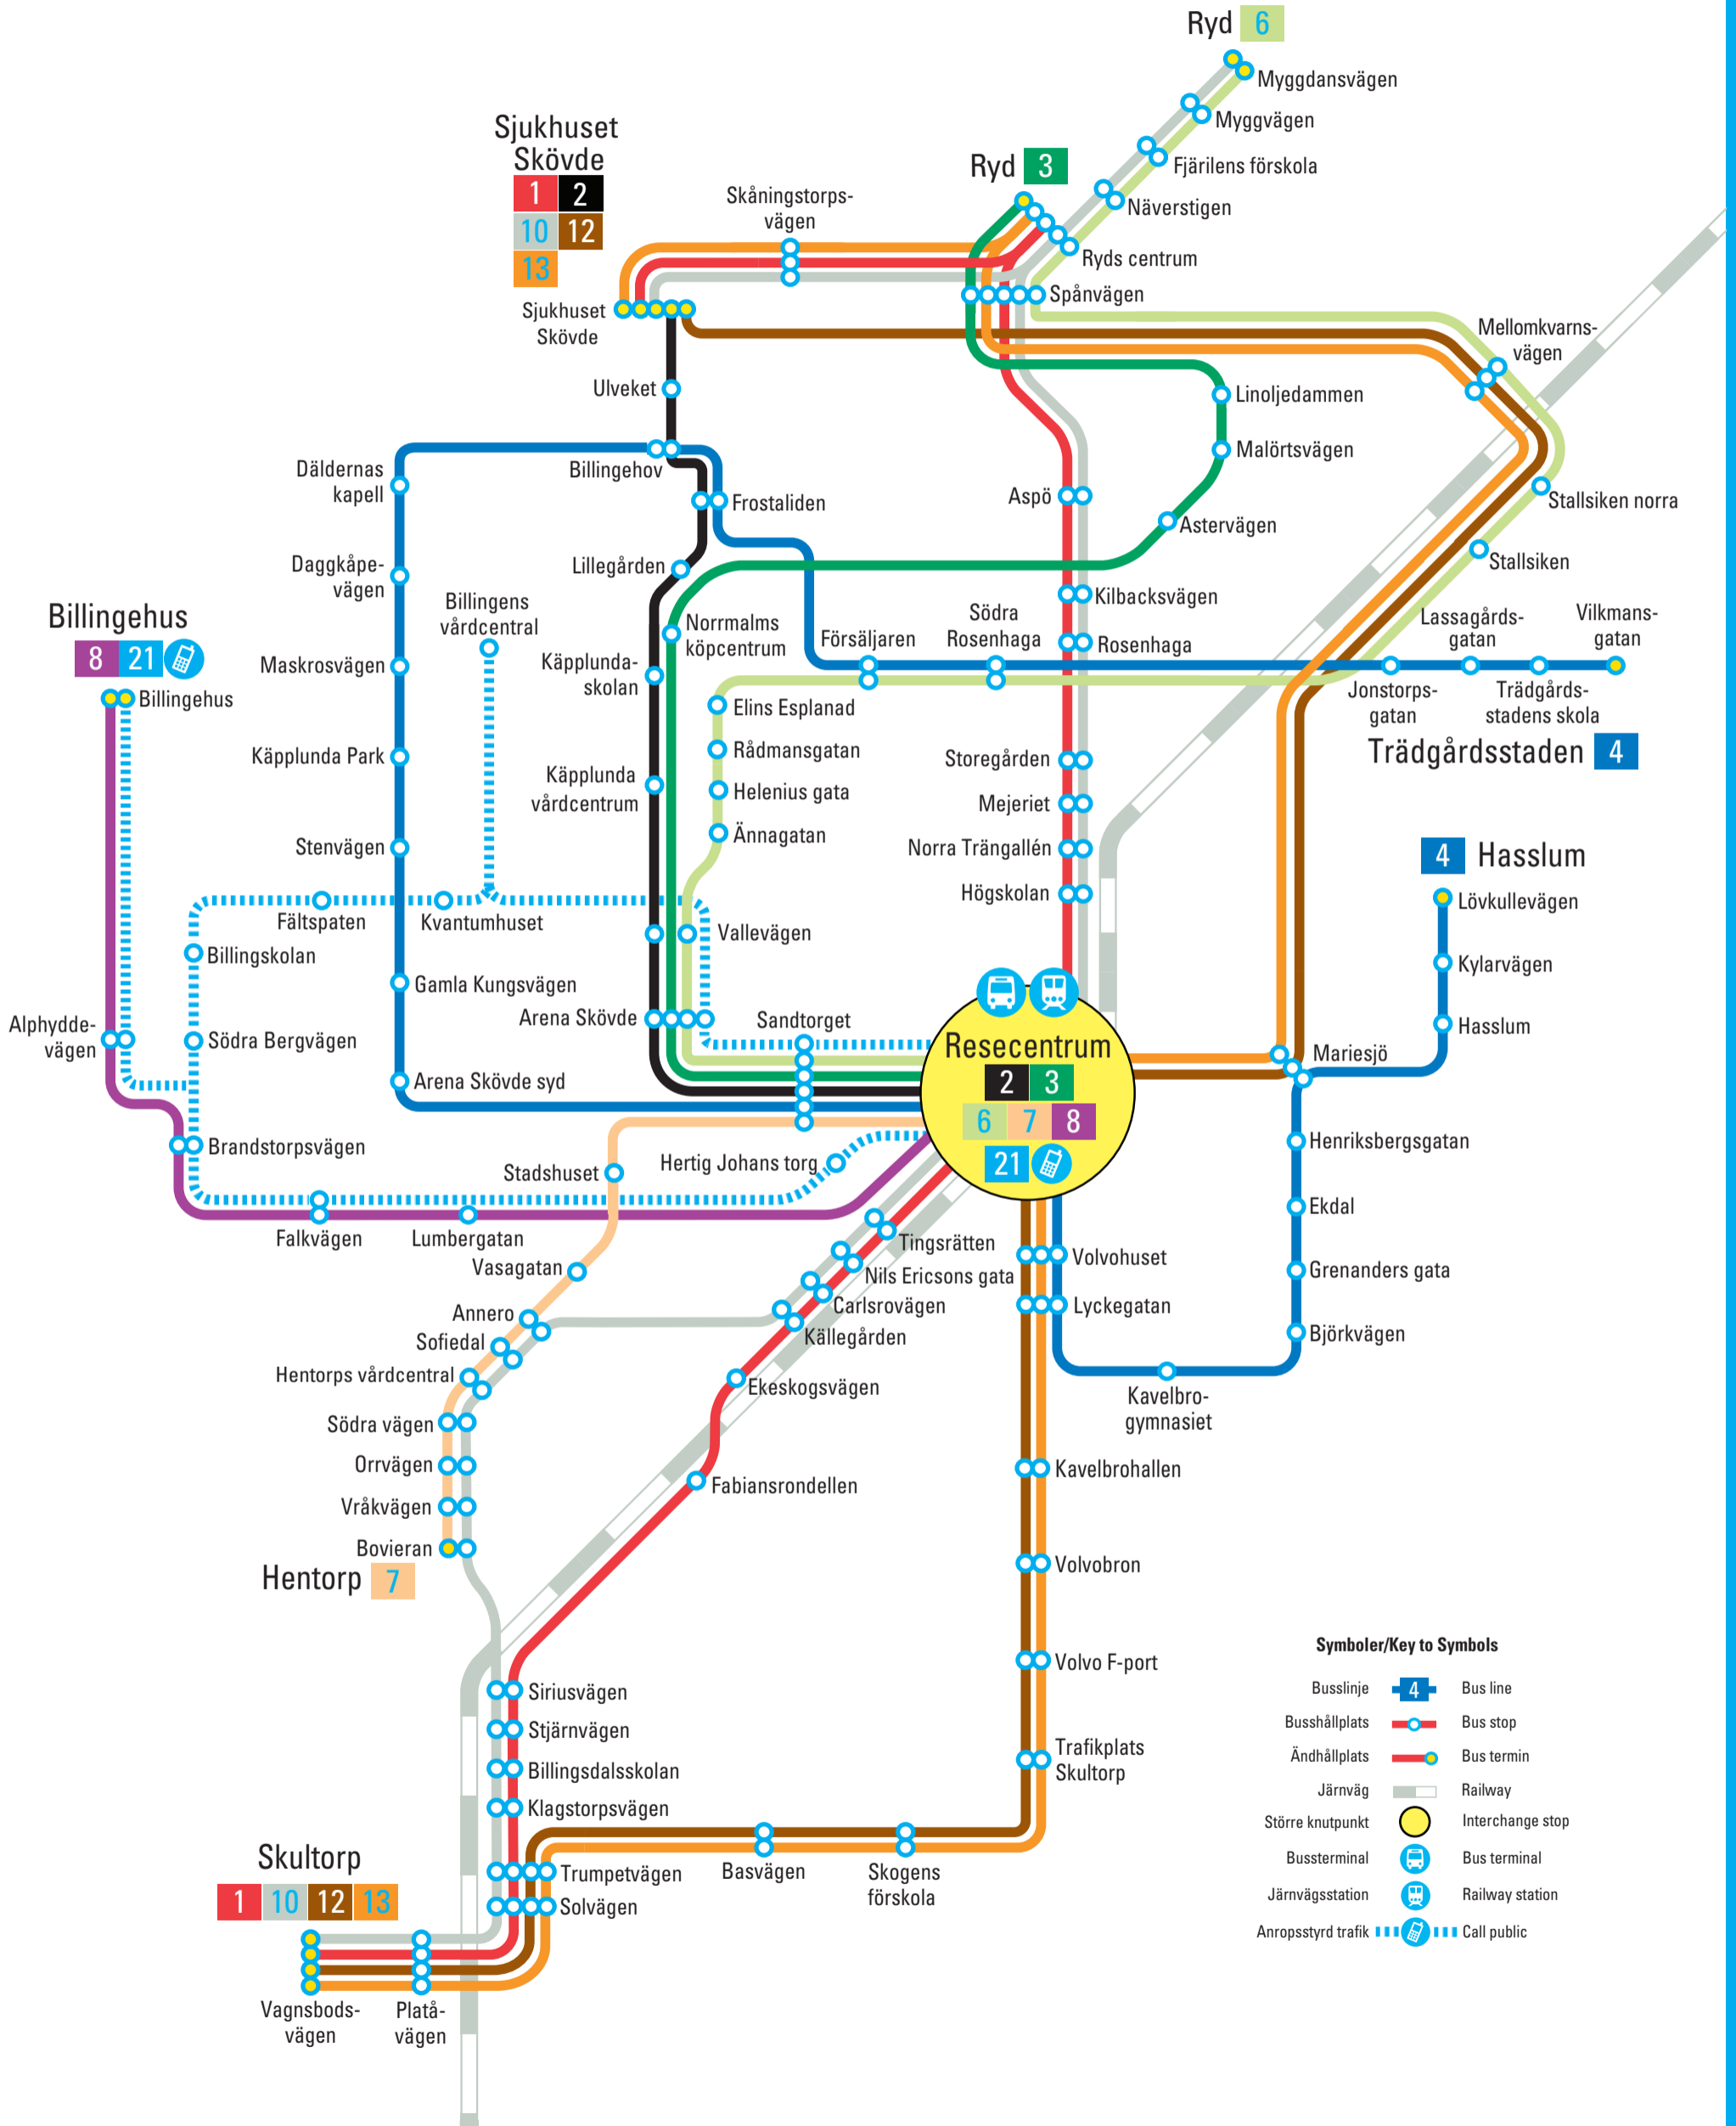 Ryd 6
Myggdansvägen
Myggvägen
Fjärilens förskola
Näverstigen
Ryd 3
Ryds centrum
Spånvägen
Sjukhuset
Skövde
1 2
10 12
13
Skåningstorps-
vägen
Sjukhuset
Skövde
Mellomkvarns-
vägen
Ulveket
Linoljedammen
Billingehov
Malörtsvägen
Däldernas
kapell
Frostaliden
Aspö
Stallsiken norra
Astervägen
Lillegården
Stallsiken
Daggkåpe-
vägen
Billingens
vårdcentral
Kilbacksvägen
Billingehus
8 21
Norrmalms
köpcentrum
Försäljaren
Södra
Rosenhaga
Rosenhaga
Lassagårds-
gatan
Vilkmans-
gatan
Maskrosvägen
Käpplunda-
skolan
Billingehus
Elins Esplanad
Jonstorps-
gatan
Trädgårds-
stadens skola
Trädgårdsstaden 4
Käpplunda Park
Rådmansgatan
Storegården
Käpplunda
vårdcentrum
Helenius gata
Mejeriet
Ännagatan
Stenvägen
Norra Trängallén
4 Hasslum
Högskolan
Lövkullevägen
Fältspaten
Kvantumhuset
Vallevägen
Billingskolan
Kylarvägen
Gamla Kungsvägen
Arena Skövde
Sandtorget
Hasslum
Alphydde-
vägen
Södra Bergvägen
Resecentrum
2 3
6 7 8
21
Mariesjö
Arena Skövde syd
Brandstorpsvägen
Hertig Johans torg
Stadshuset
Henriksbergsgatan
Ekdal
Falkvägen
Lumbergatan
Tingsrätten
Volvohuset
Vasagatan
Nils Ericsons gata
Grenanders gata
Carlsrovägen
Lyckegatan
Annero
Källegården
Björkvägen
Sofiedal
Hentorps vårdcentral
Ekeskogsvägen
Kavelbro-
gymnasiet
Södra vägen
Orrvägen
Kavelbrohallen
Fabiansrondellen
Vråkvägen
Bovieran
Volvobron
Hentorp 7
Volvo F-port
Siriusvägen
Stjärnvägen
Trafikplats
Skultorp
Billingsdalsskolan
Klagstorpsvägen
Skultorp
1 10 12 13
Trumpetvägen
Basvägen
Skogens
förskola
Solvägen
Vagnsbods-
vägen
Platå-
vägen
Symboler/Key to Symbols
Busslinje 4 Bus line
Busshållplats Bus stop
Ändhållplats Bus termin
Järnväg Railway
Större knutpunkt Interchange stop
Bussterminal Bus terminal
Järnvägsstation Railway station
Anropsstyrd trafik Call public